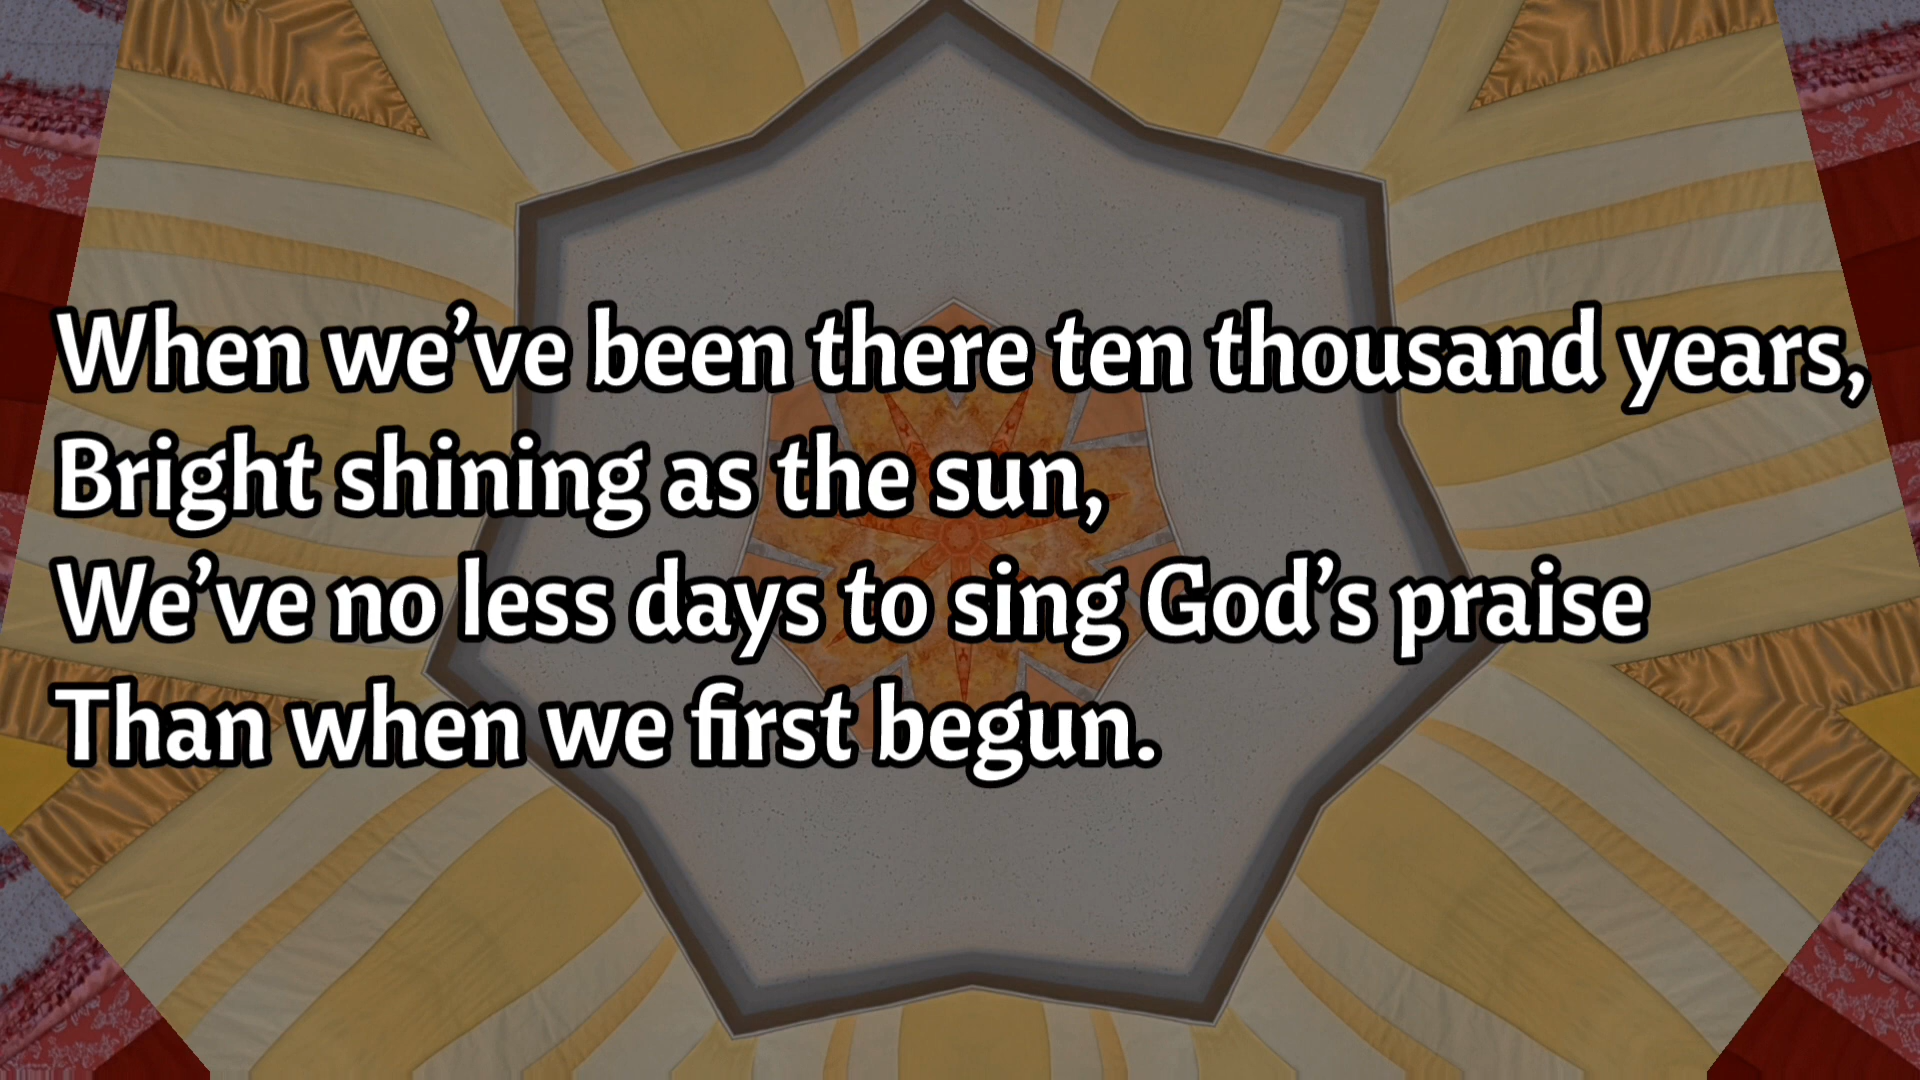 When we’ve been there ten thousand years,
Bright shining as the sun,
We’ve no less days to sing God’s praise
Than when we first begun.